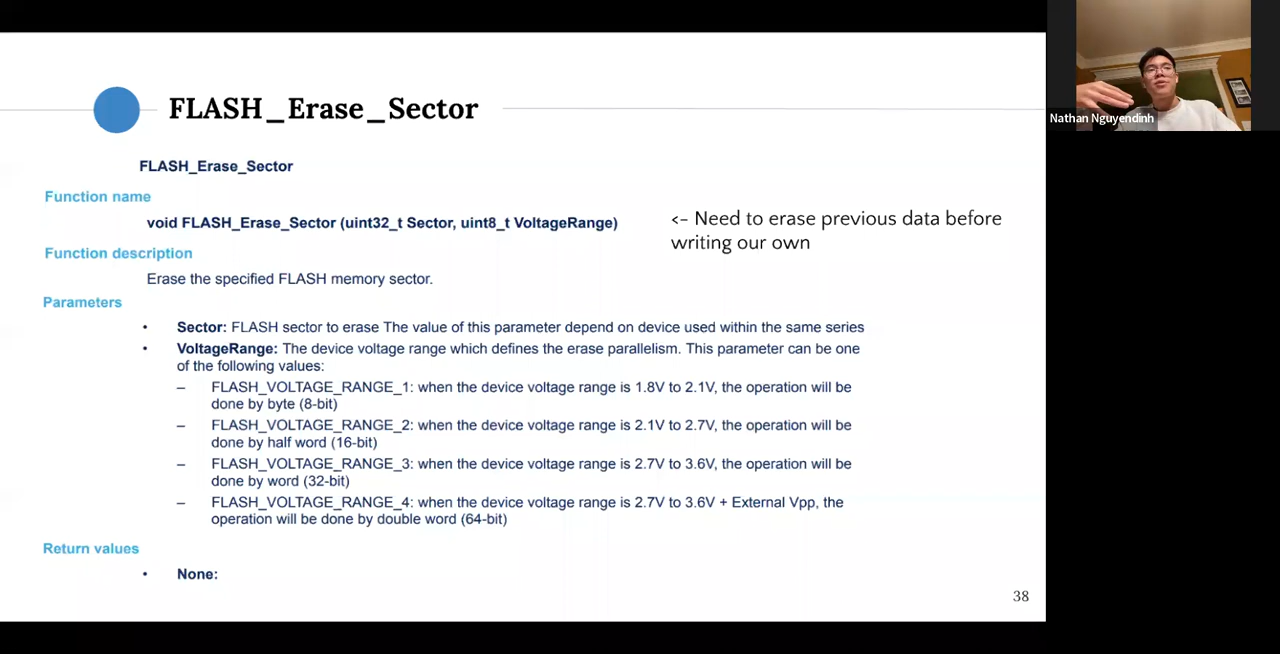 FLASH_Erase_Sector
FLASH_Erase_Sector
Function name
void FLASH_Erase_Sector (uint32_t Sector, uint8_t VoltageRange)
<- Need to erase previous data before
writing our own
Function description
Erase the specified FLASH memory sector.
Parameters
• Sector: FLASH sector to erase The value of this parameter depend on device used within the same series
• VoltageRange: The device voltage range which defines the erase parallelism. This parameter can be one
of the following values:
– FLASH_VOLTAGE_RANGE_1: when the device voltage range is 1.8V to 2.1V, the operation will be
done by byte (8-bit)
– FLASH_VOLTAGE_RANGE_2: when the device voltage range is 2.1V to 2.7V, the operation will be
done by half word (16-bit)
– FLASH_VOLTAGE_RANGE_3: when the device voltage range is 2.7V to 3.6V, the operation will be
done by word (32-bit)
– FLASH_VOLTAGE_RANGE_4: when the device voltage range is 2.7V to 3.6V + External Vpp, the
operation will be done by double word (64-bit)
Return values
• None:
38
Nathan Nguyendinh